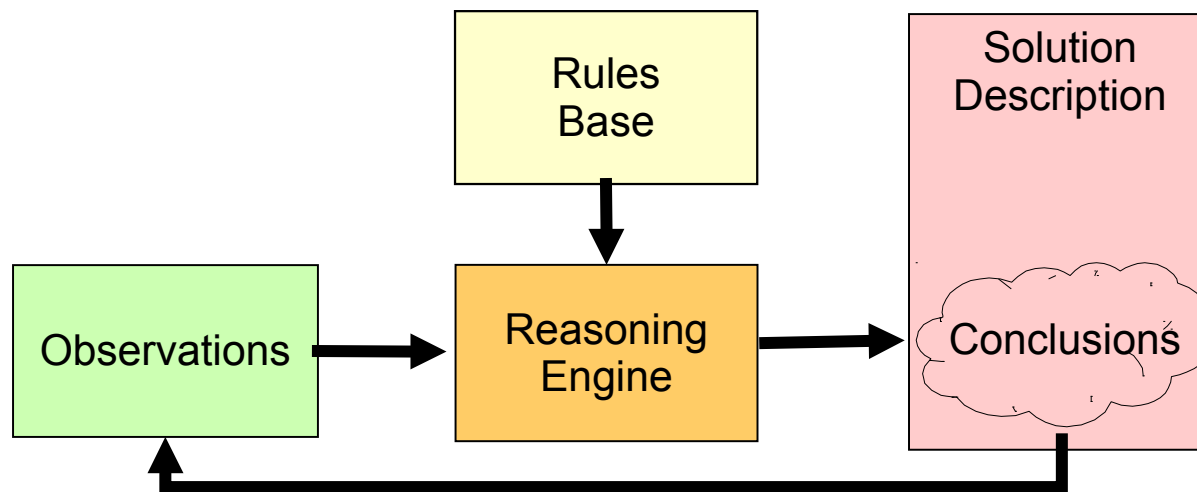 Rules
Base
Solution
Description
Observations
Reasoning
Engine
Conclusions